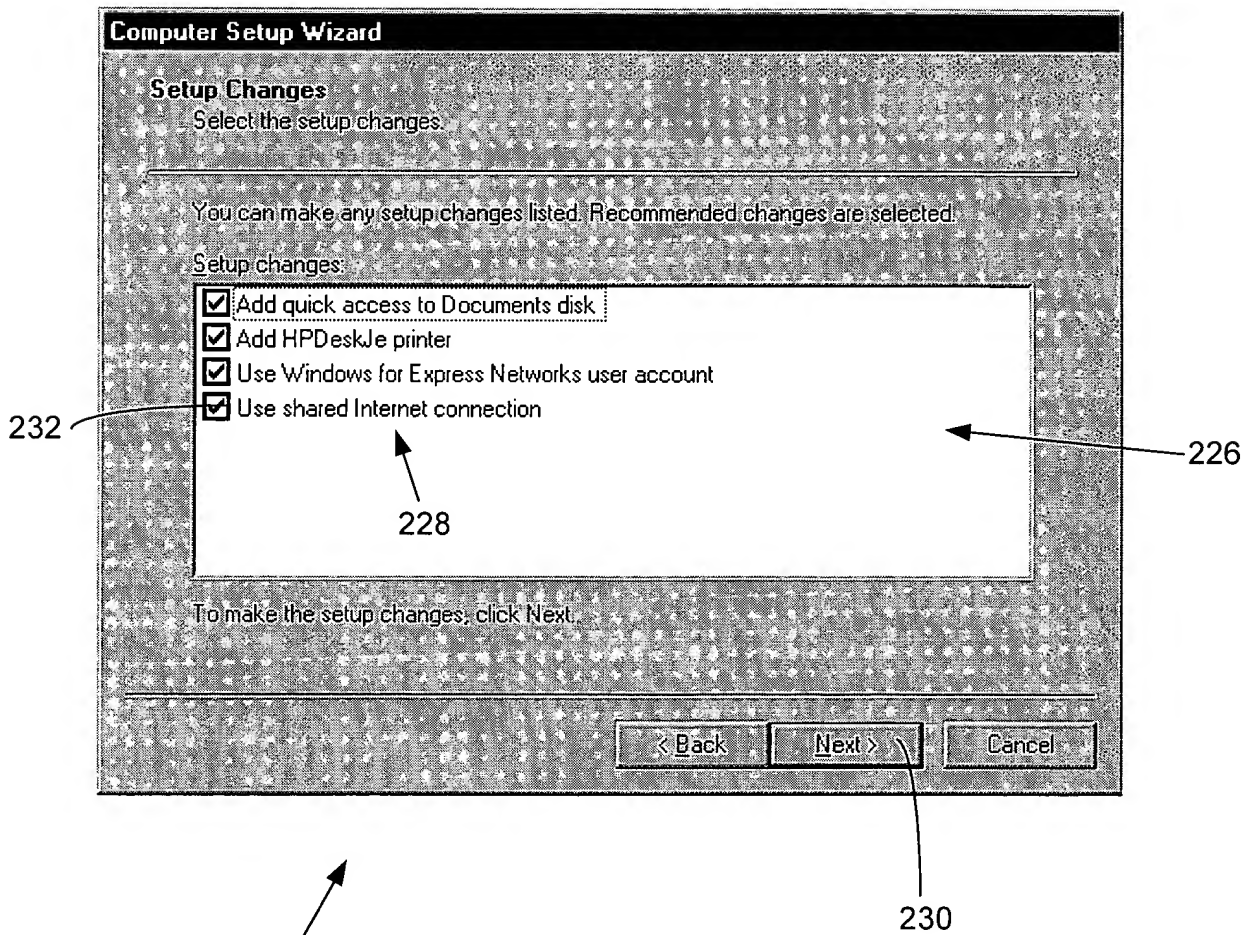 Computer Setup Wizard
Setup Changes
Select the setup changes.
You can make any setup changes listed. Recommended changes are selected.
Setup changes:
Add quick access to Documents disk
Add HPDeskJe printer
Use Windows for Express Networks user account
Use shared Internet connection
232
226
228
To make the setup changes, click Next.
< Back
Next >
Cancel
230